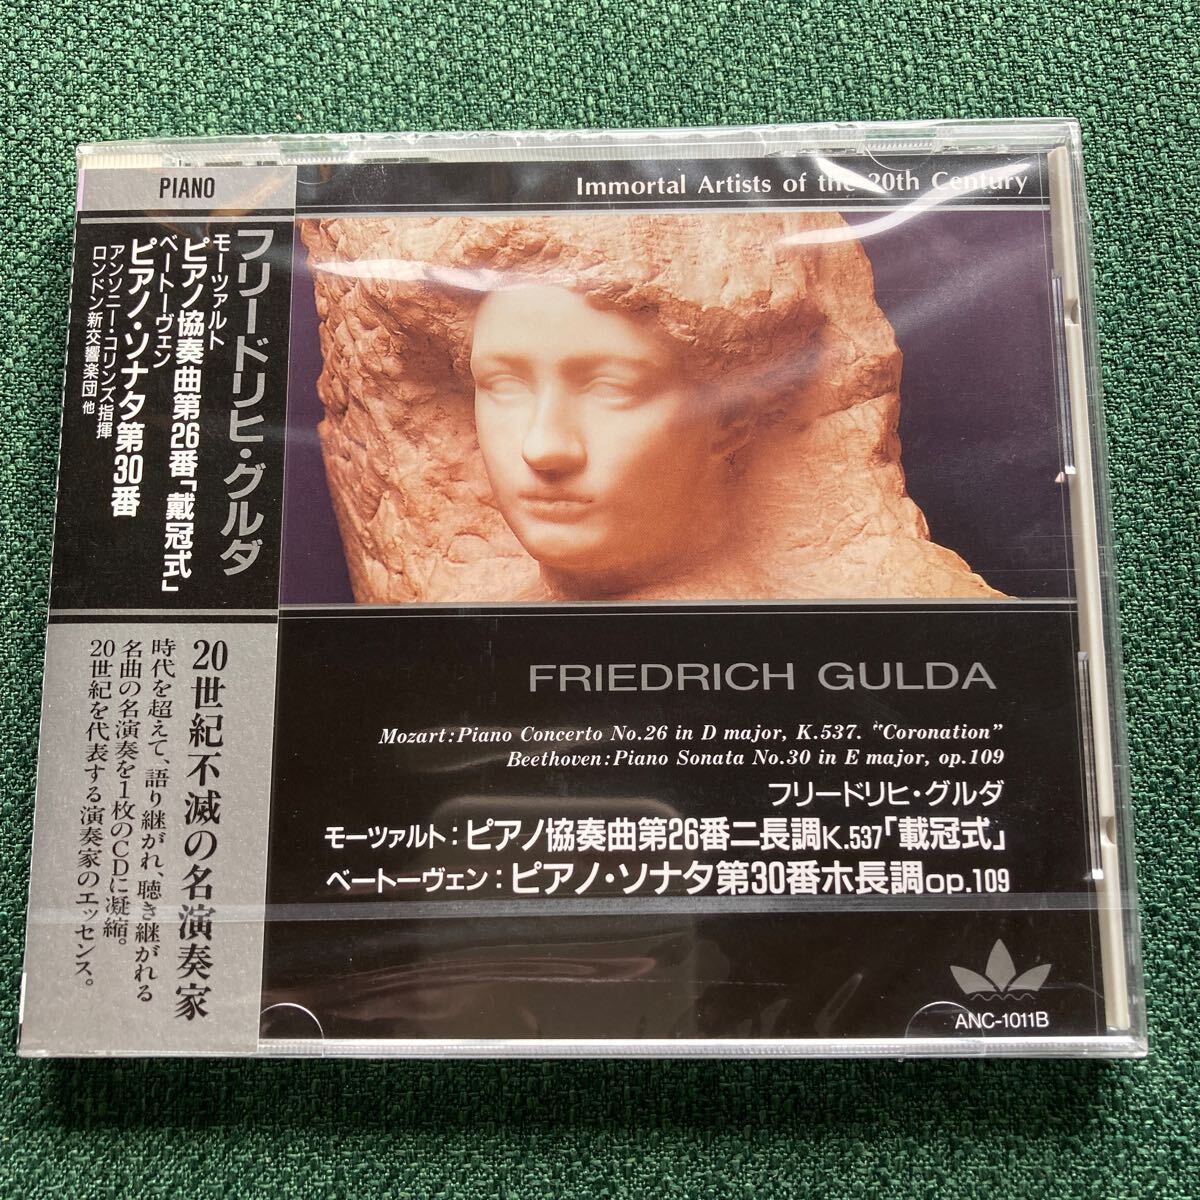 PIANO
フリードリヒ・グルダ
モーツァルト
ピアノ協奏曲第26番「戴冠式」
ベートーヴェン
ピアノ・ソナタ第30番
アンソニー・コリンズ指揮
ロンドン新交響楽団 他
20世紀不滅の名演奏家
時代を超えて、語り継がれ、聴き継がれる
名曲の名演奏を1枚のCDに凝縮。
20世紀を代表する演奏家のエッセンス。
Immortal Artists of the 20th Century
FRIEDRICH GULDA
Mozart:Piano Concerto No.26 in D major, K.537. "Coronation"
Beethoven:Piano Sonata No.30 in E major, op.109
フリードリヒ・グルダ
モーツァルト:ピアノ協奏曲第26番ニ長調K.537「載冠式」
ベートーヴェン:ピアノ・ソナタ第30番ホ長調op.109
ANC-1011B